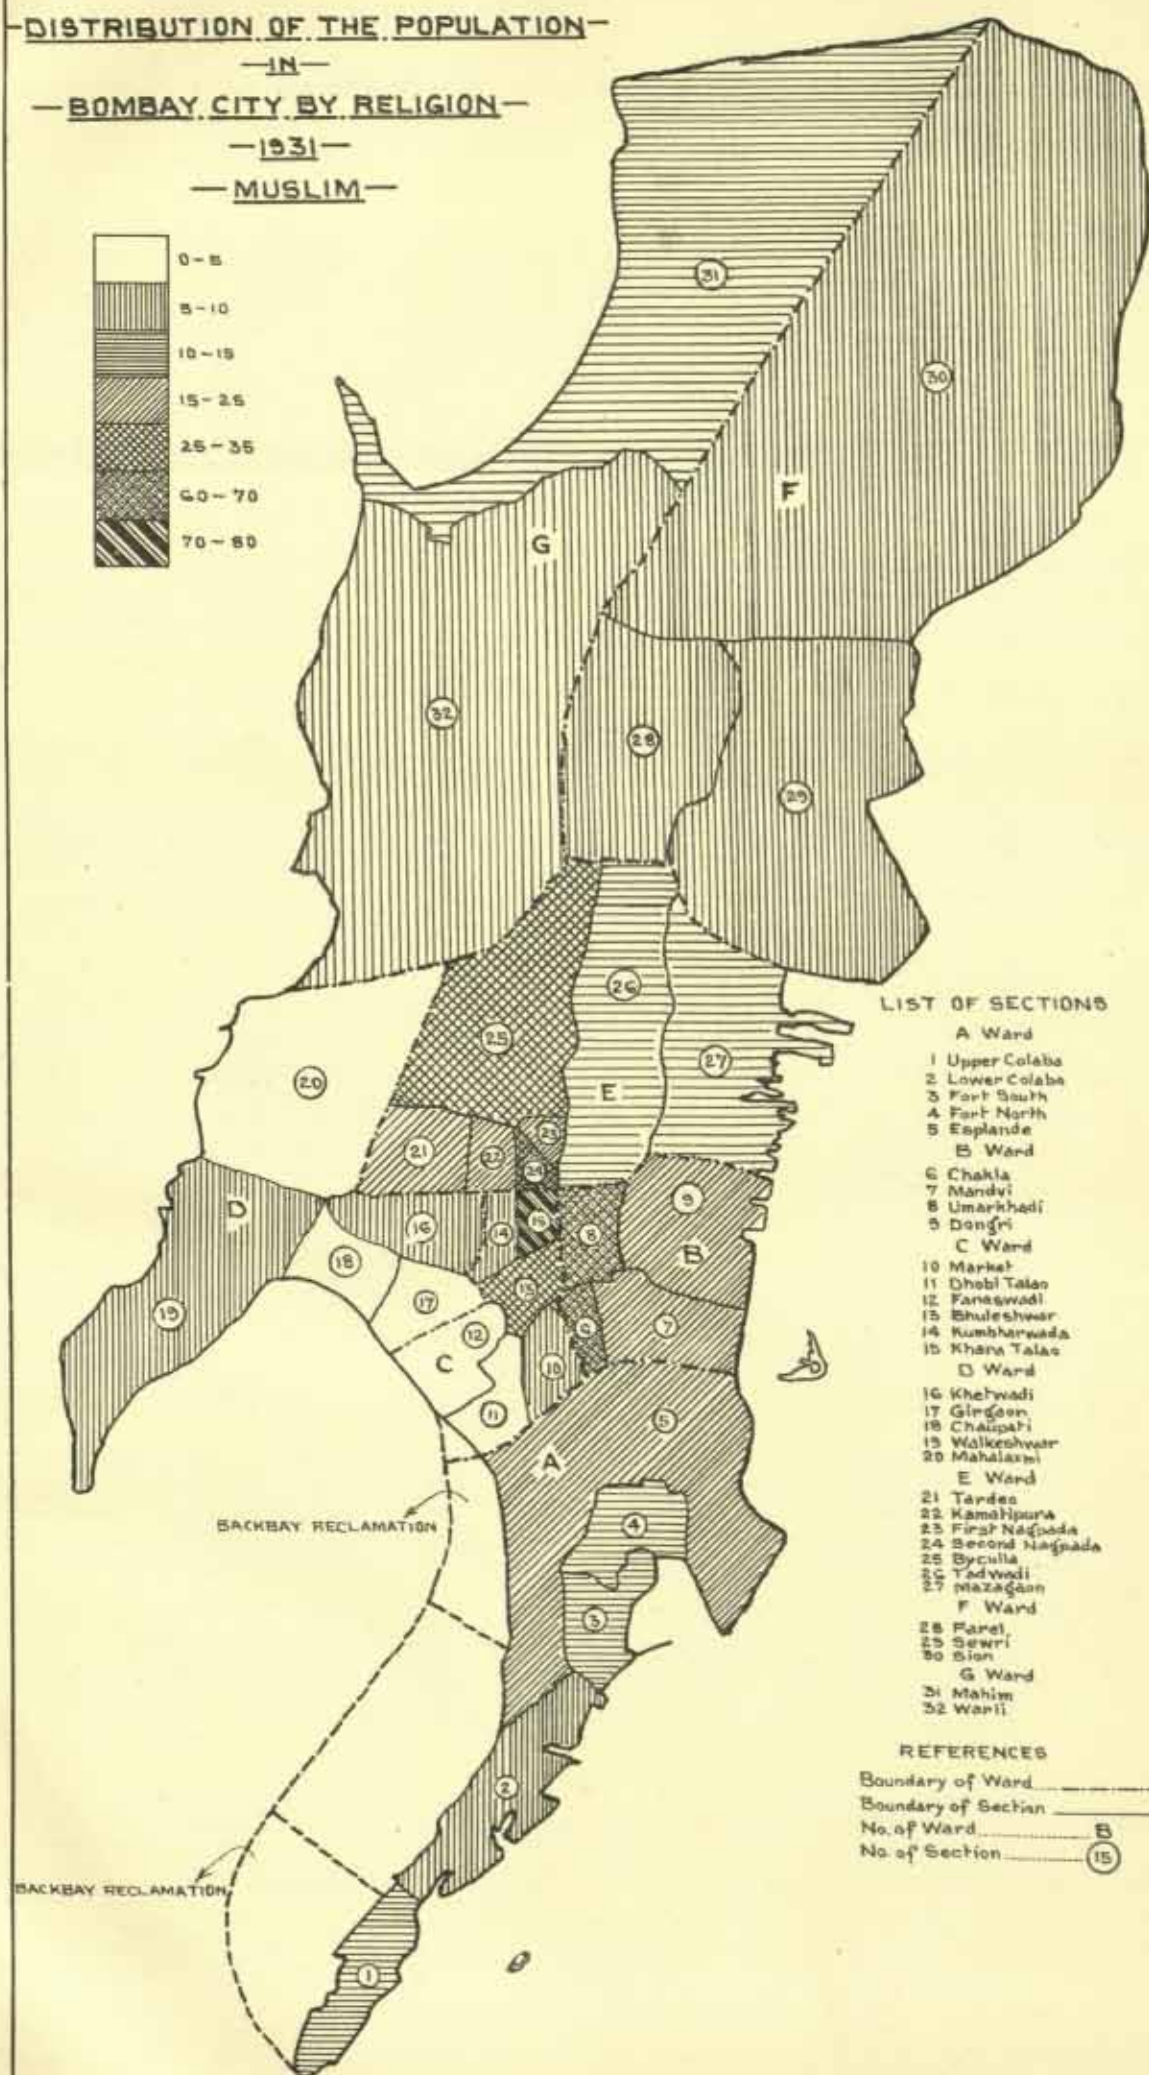 DISTRIBUTION OF THE POPULATION
IN
BOMBAY CITY BY RELIGION
1931
MUSLIM
0-5
5-10
10-15
15-25
25-35
60-70
70-80
31
30
F
G
32
28
29
26
25
27
20
E
23
21
22
24
9
D
16
14
15
8
B
18
19
17
13
6
7
12
C
10
11
5
A
BACKBAY RECLAMATION
4
3
2
BACKBAY RECLAMATION
1
LIST OF SECTIONS
A Ward
1 Upper Colaba
2 Lower Colaba
3 Fort South
4 Fort North
5 Esplande
B Ward
6 Chakla
7 Mandvi
8 Umarkhadi
9 Dongri
C Ward
10 Market
11 Dhobi Talao
12 Fanaswadi
13 Bhuleshwar
14 Kumbharwada
15 Khara Talao
D Ward
16 Khetwadi
17 Girgaon
18 Chaupati
19 Walkeshwar
20 Mahalaxmi
E Ward
21 Tardeo
22 Kamatipura
23 First Nagpada
24 Second Nagpada
25 Byculla
26 Tadwadi
27 Mazagaon
F Ward
28 Parel
29 Sewri
30 Sion
G Ward
31 Mahim
32 Warli
REFERENCES
Boundary of Ward
Boundary of Section
No. of Ward B
No. of Section 15